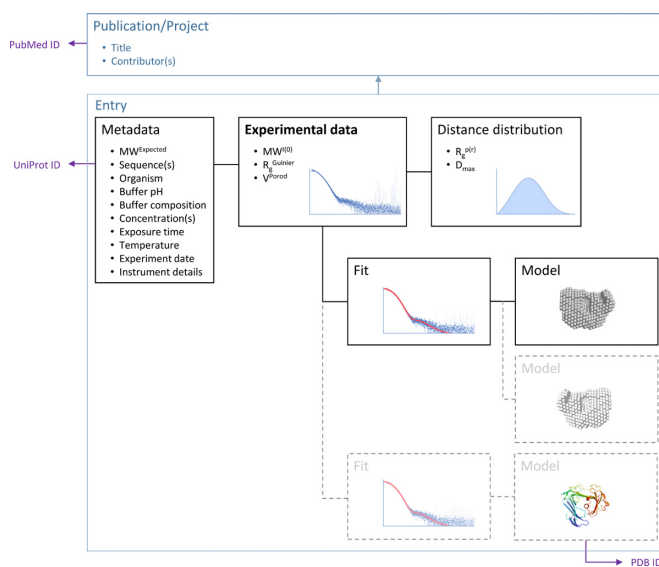 Publication/Project
PubMed ID
• Title
• Contributor(s)
Entry
Metadata
• MW^Expected
• Sequence(s)
• Organism
• Buffer pH
• Buffer composition
• Concentration(s)
• Exposure time
• Temperature
• Experiment date
• Instrument details
UniProt ID
Experimental data
• MW^I(0)
• R_g^Guinier
• V^Porod
Distance distribution
• R_g^p(r)
• D_max
Fit
Model
Model
Fit
Model
PDB ID